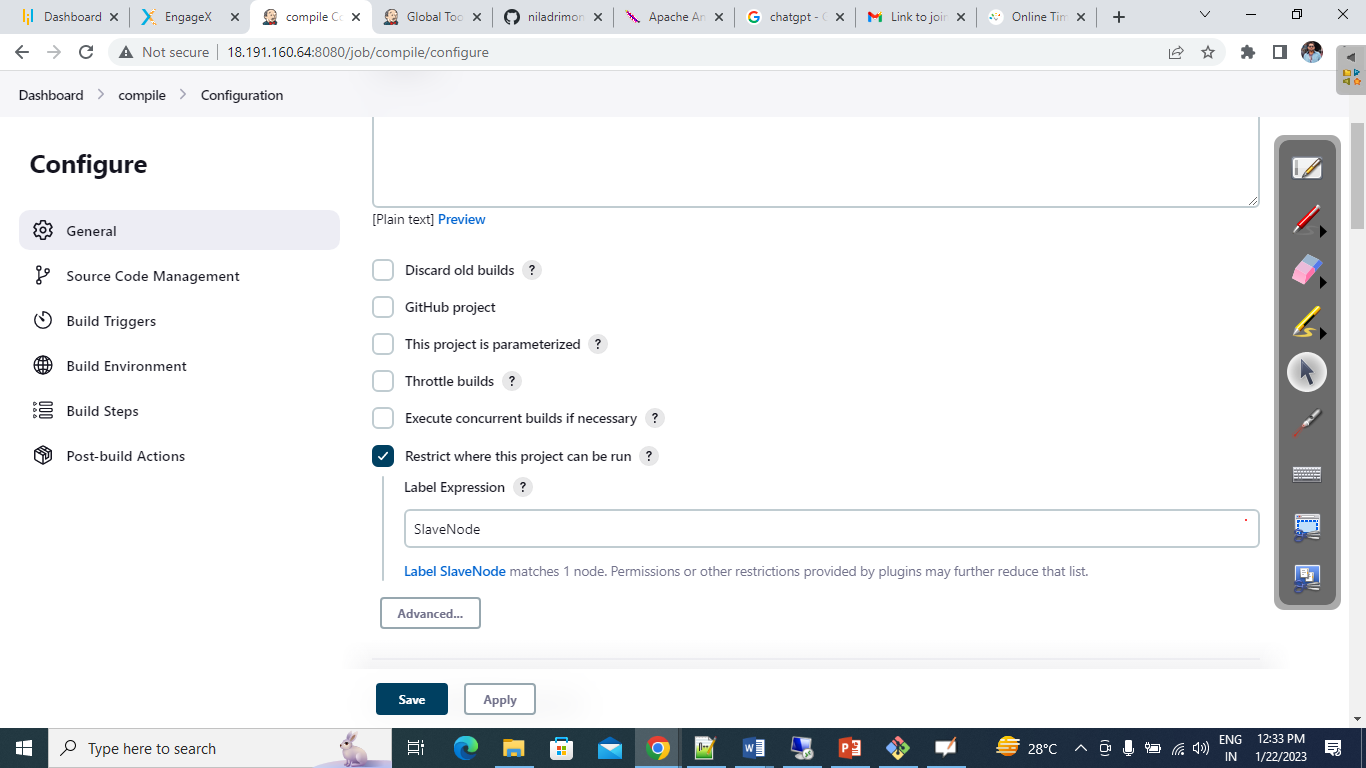 Dashboard
EngageX
compile Co
Global Too
niladrimon
Apache An
chatgpt - G
Link to join
Online Tim
Not secure
18.191.160.64:8080/job/compile/configure
Dashboard > compile > Configuration
Configure
General
Source Code Management
Build Triggers
Build Environment
Build Steps
Post-build Actions
[Plain text] Preview
Discard old builds ?
GitHub project
This project is parameterized ?
Throttle builds ?
Execute concurrent builds if necessary ?
Restrict where this project can be run ?
Label Expression ?
SlaveNode
Label SlaveNode matches 1 node. Permissions or other restrictions provided by plugins may further reduce that list.
Advanced...
Save
Apply
Type here to search
28°C
ENG
IN
12:33 PM
1/22/2023